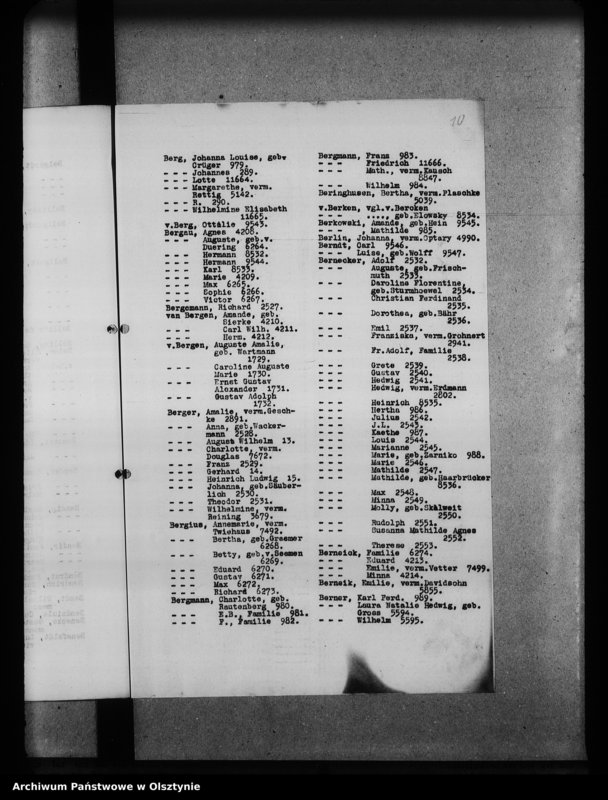 10
Berg, Johanna Louise, gebv
Crüger 979.
- - - Johannes 289.
- - - Lotte 11664.
- - - Margarethe, verm.
Rettig 5142.
- - - R. 290.
- - - Wilhelmine Elisabeth
11665.
v.Berg, Ottalie 9543.
Bergau, Agnes 4208.
- - - Auguste, geb.v.
Duering 6264.
- - - Hermann 8532.
- - - Hermann 9544.
- - - Karl 8533.
- - - Marie 4209.
- - - Max 6265.
- - - Sophie 6266.
- - - Victor 6267.
Bergemann, Richard 2527.
van Bergen, Amande, geb.
Sierke 4210.
- - - Carl Wilh. 4211.
- - - Herm. 4212.
v.Bergen, Auguste Amalie,
geb. Wartmann
1729.
- - - Caroline Auguste
Marie 1730.
- - - Ernst Gustav
Alexander 1731.
- - - Gustav Adolph
1732.
Berger, Amalie, verm.Gesch-
ke 2891.
- - - Anna, geb.Wacker-
mann 2528.
- - - August Wilhelm 13.
- - - Charlotte, verm.
Douglas 7672.
- - - Franz 2529.
- - - Gerhard 14.
- - - Heinrich Ludwig 15.
- - - Johanna, geb.Säuber-
lich 2530.
- - - Theodor 2531.
- - - Wilhelmine, verm.
Reining 3679.
Bergius, Annemarie, verm.
Twiehaus 7492.
- - - Bertha, geb.Grasmer
6268.
- - - Betty, geb.v.Besmen
6269.
- - - Eduard 6270.
- - - Gustav 6271.
- - - Max 6272.
- - - Richard 6273.
Bergmann, Charlotte, geb.
Rautenberg 980.
- - - E.B., Familie 981.
- - - F., Familie 982.
Bergmann, Franz 983.
- - - Friedrich 11666.
- - - Math., verm.Kausch
8547.
- - - Wilhelm 984.
Beringhusen, Bertha, verm.Plaschke
5039.
v.Berken, vgl.v.Bercken
- - - ...., geb.Elowsky 8534.
Berkowski, Amande, geb.Hein 9545.
- - - Mathilde 985.
Berlin, Johanna, verm.Optary 4990.
Berndt, Carl 9546.
- - - Luise, geb.Wolff 9547.
Bernecker, Adolf 2532.
- - - Auguste, geb.Frisch-
muth 2533.
- - - Daroline Florentine,
geb.Sturmhoewel 2534.
- - - Christian Ferdinand
2535.
- - - Dorothea, geb.Bähr
2536.
- - - Emil 2537.
- - - Franziska, verm.Grohnert
2941.
- - - Fr.Adolf, Familie
2538.
- - - Grete 2539.
- - - Gustav 2540.
- - - Hedwig 2541.
- - - Hedwig, verm.Erdmann
2802.
- - - Heinrich 8535.
- - - Hertha 986.
- - - Julius 2542.
- - - J.L. 2543.
- - - Kaethe 987.
- - - Louis 2544.
- - - Marianne 2545.
- - - Marie, geb.Zarniko 988.
- - - Marie 2546.
- - - Mathilde 2547.
- - - Mathilde, geb.Haarbrücker
8536.
- - - Max 2548.
- - - Minna 2549.
- - - Molly, geb.Skalweit
2550.
- - - Rudolph 2551.
- - - Susanna Mathilde Agnes
2552.
- - - Therese 2553.
Berneick, Familie 6274.
- - - Eduard 4213.
- - - Emilie, verm.Vetter 7499.
- - - Minna 4214.
Berneik, Emilie, verm.Davidsohn
5855.
Berner, Karl Ferd. 989.
- - - Laura Natalie Hedwig, geb.
Gross 5594.
- - - Wilhelm 5595.
Archiwum Państwowe w Olsztynie